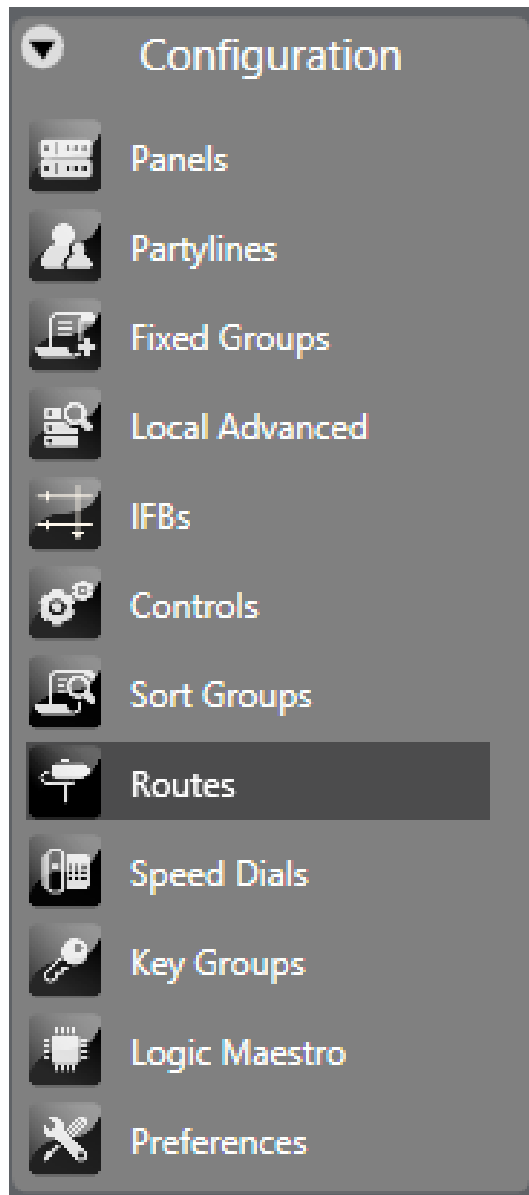 Configuration
Panels
Partylines
Fixed Groups
Local Advanced
IFBs
Controls
Sort Groups
Routes
Speed Dials
Key Groups
Logic Maestro
Preferences